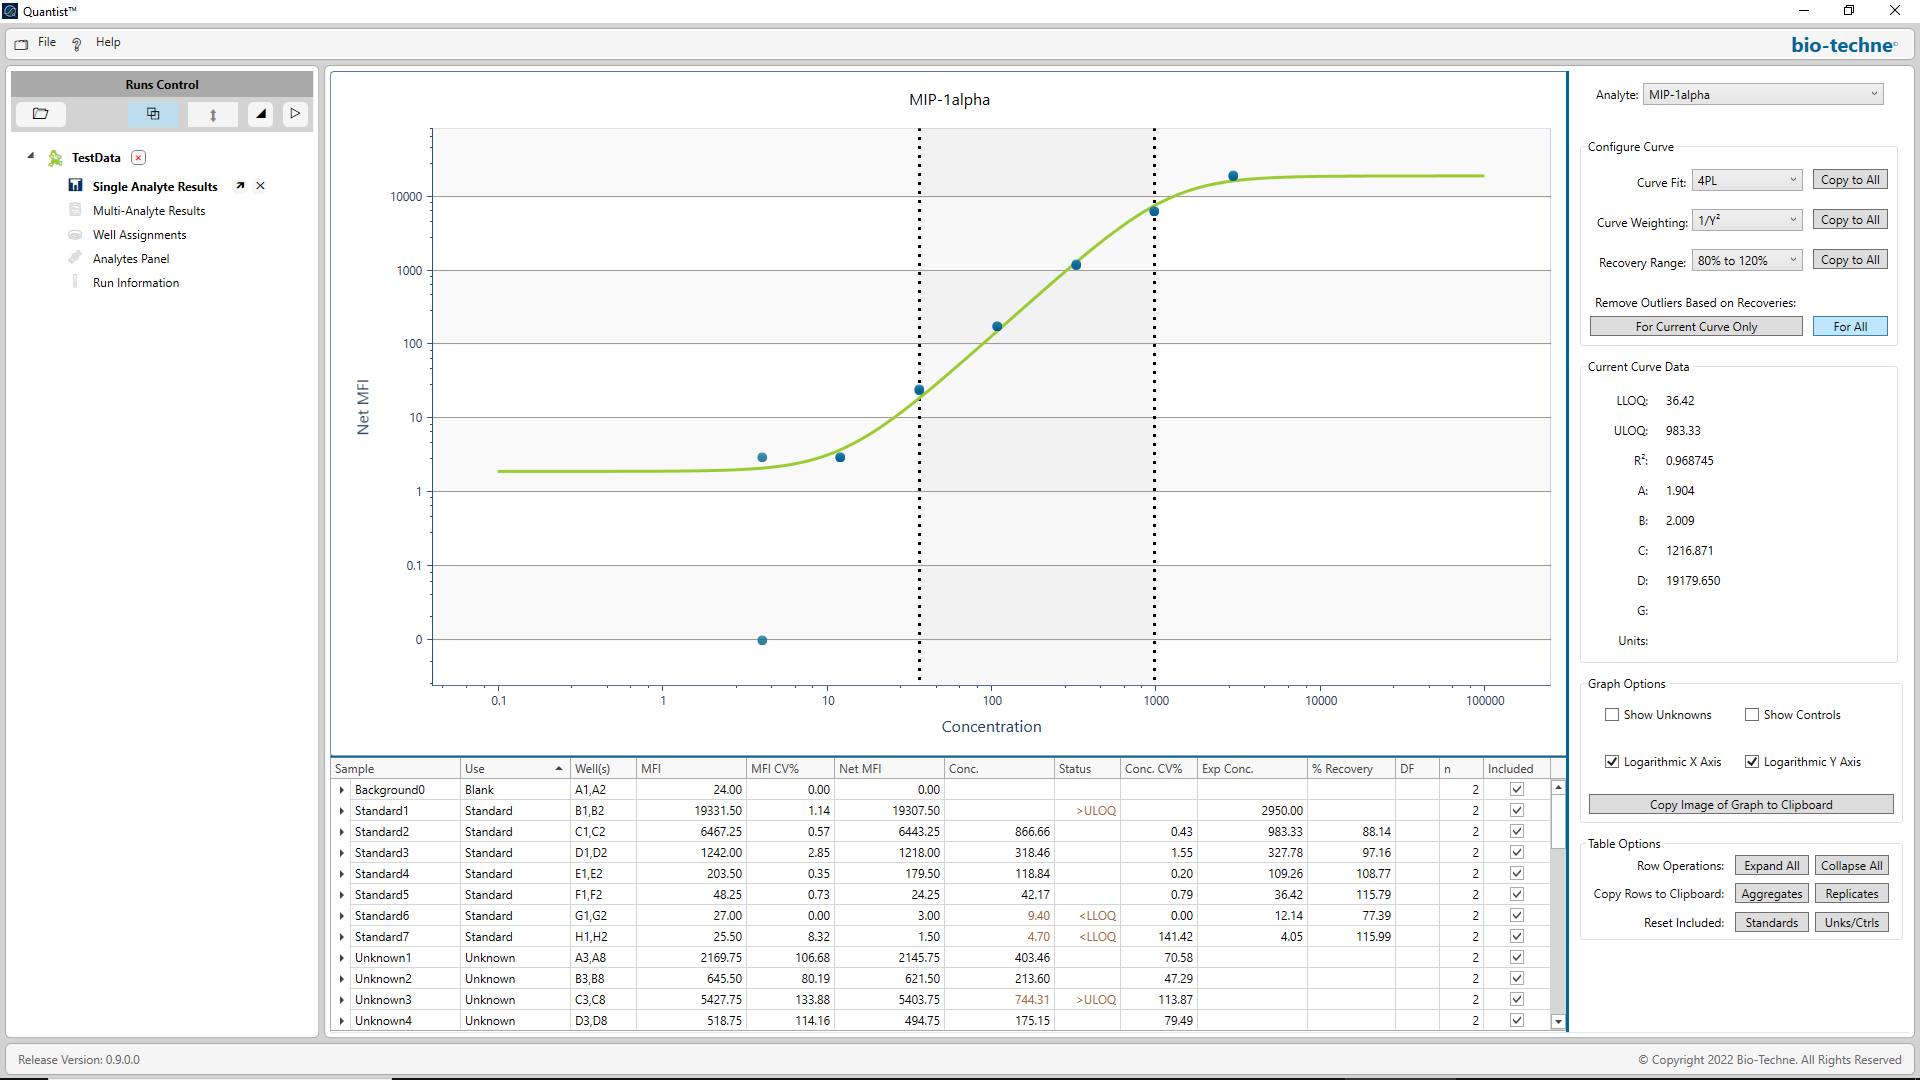 Quantist™
File
Help
bio-techne
Runs Control
TestData
Single Analyte Results
Multi-Analyte Results
Well Assignments
Analytes Panel
Run Information
MIP-1alpha
Net MFI
10000
1000
100
10
1
0.1
0
0.1 1 10 100 1000 10000 100000
Concentration
Analyte: MIP-1alpha
Configure Curve
Curve Fit: 4PL Copy to All
Curve Weighting: 1/Y² Copy to All
Recovery Range: 80% to 120% Copy to All
Remove Outliers Based on Recoveries:
For Current Curve Only For All
Current Curve Data
LLOQ: 36.42
ULOQ: 983.33
R²: 0.968745
A: 1.904
B: 2.009
C: 1216.871
D: 19179.650
G:
Units:
Graph Options
Show Unknowns Show Controls
Logarithmic X Axis Logarithmic Y Axis
Copy Image of Graph to Clipboard
Table Options
Row Operations: Expand All Collapse All
Copy Rows to Clipboard: Aggregates Replicates
Reset Included: Standards Unks/Ctrls
Sample Use Well(s) MFI MFI CV% Net MFI Conc. Status Conc. CV% Exp Conc. % Recovery DF n Included
Background0 Blank A1,A2 24.00 0.00 0.00 2
Standard1 Standard B1,B2 19331.50 1.14 19307.50 >ULOQ 2950.00 2
Standard2 Standard C1,C2 6467.25 0.57 6443.25 866.66 0.43 983.33 88.14 2
Standard3 Standard D1,D2 1242.00 2.85 1218.00 318.46 1.55 327.78 97.16 2
Standard4 Standard E1,E2 203.50 0.35 179.50 118.84 0.20 109.26 108.77 2
Standard5 Standard F1,F2 48.25 0.73 24.25 42.17 0.79 36.42 115.79 2
Standard6 Standard G1,G2 27.00 0.00 3.00 9.40 <LLOQ 0.00 12.14 77.39 2
Standard7 Standard H1,H2 25.50 8.32 1.50 4.70 <LLOQ 141.42 4.05 115.99 2
Unknown1 Unknown A3,A8 2169.75 106.68 2145.75 403.46 70.58 2
Unknown2 Unknown B3,B8 645.50 80.19 621.50 213.60 47.29 2
Unknown3 Unknown C3,C8 5427.75 133.88 5403.75 744.31 >ULOQ 113.87 2
Unknown4 Unknown D3,D8 518.75 114.16 494.75 175.15 79.49 2
Release Version: 0.9.0.0
© Copyright 2022 Bio-Techne. All Rights Reserved